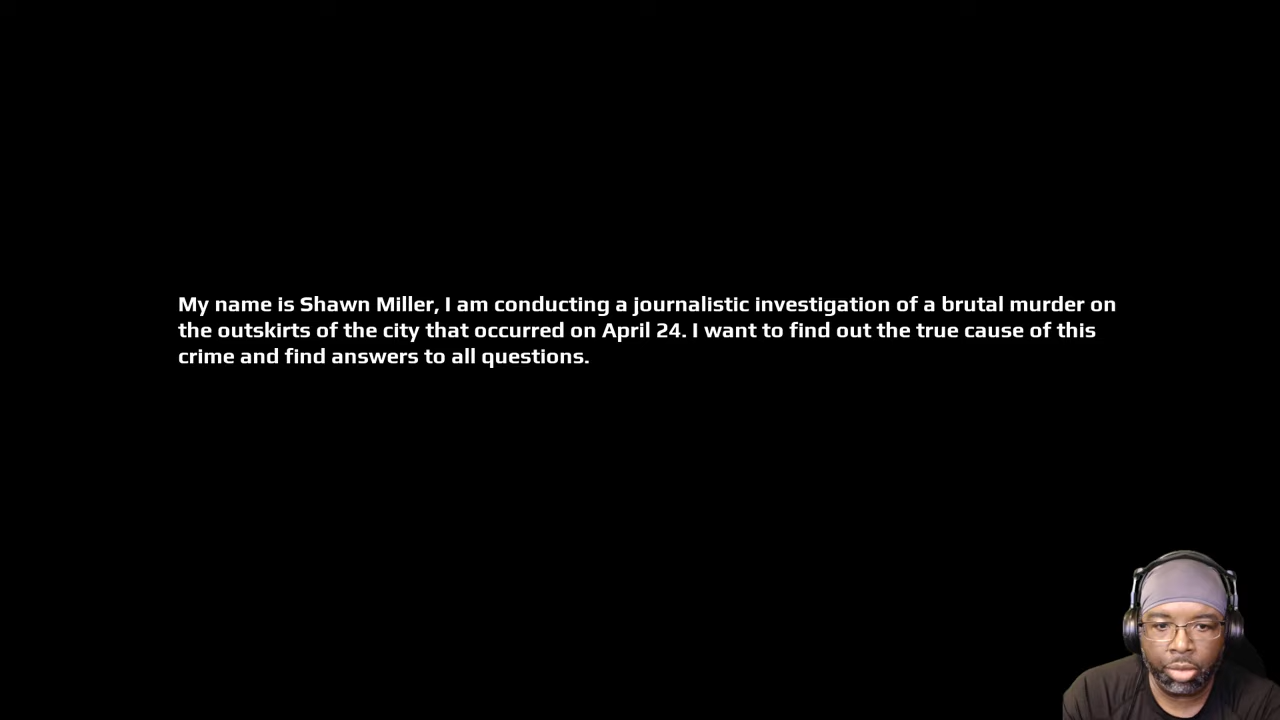 My name is Shawn Miller, I am conducting a journalistic investigation of a brutal murder on
the outskirts of the city that occurred on April 24. I want to find out the true cause of this
crime and find answers to all questions.